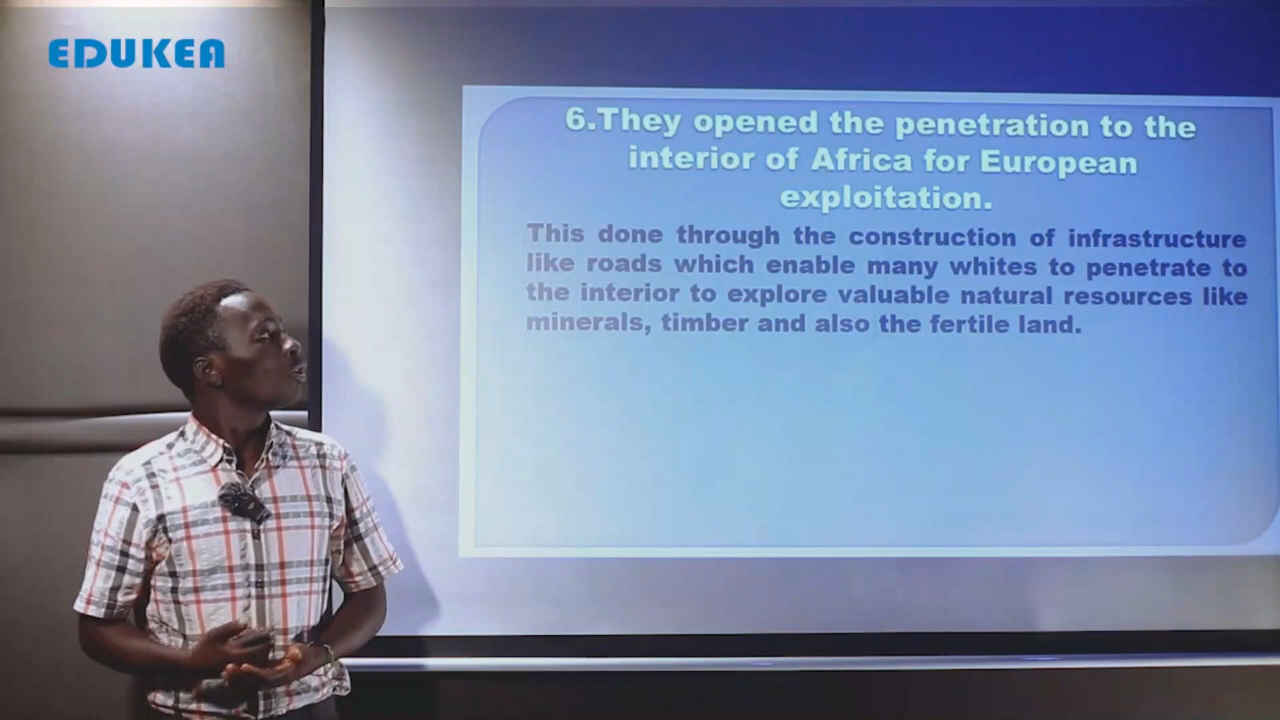 EDUKEA
6.They opened the penetration to the
interior of Africa for European
exploitation.
This done through the construction of infrastructure
like roads which enable many whites to penetrate to
the interior to explore valuable natural resources like
minerals, timber and also the fertile land.